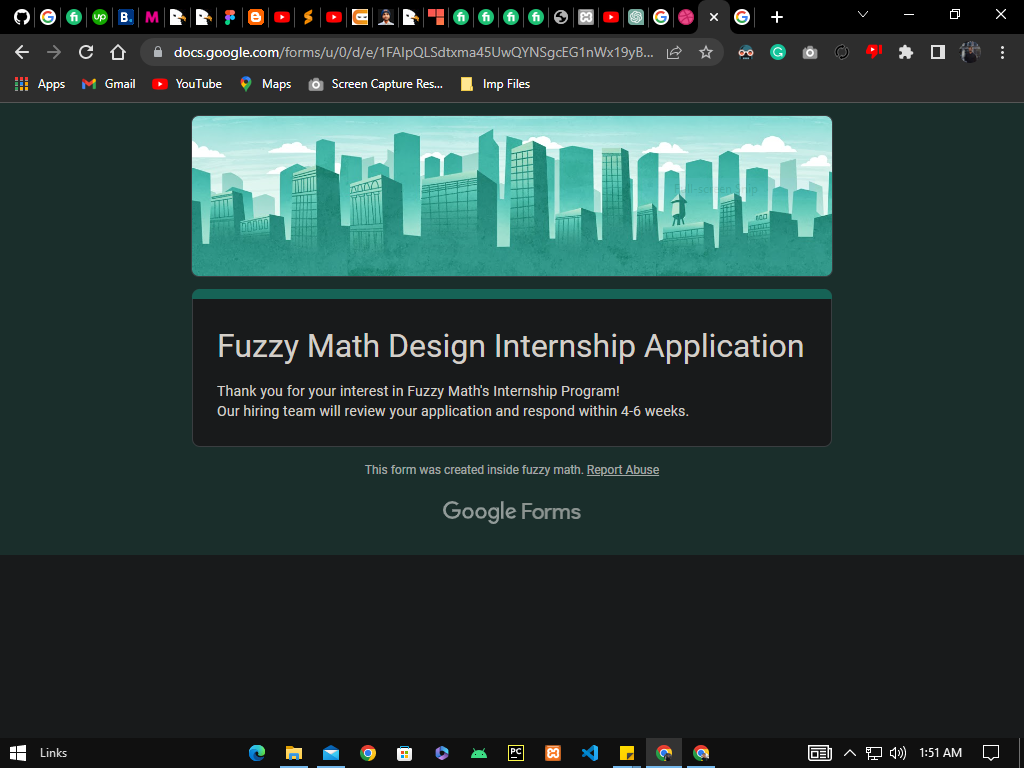 docs.google.com/forms/u/0/d/e/1FAIpQLSdtxma45UwQYNSgcEG1nWx19yB...
Apps Gmail YouTube Maps Screen Capture Res... Imp Files
Full-screen Snip
Fuzzy Math Design Internship Application
Thank you for your interest in Fuzzy Math's Internship Program!
Our hiring team will review your application and respond within 4-6 weeks.
This form was created inside fuzzy math. Report Abuse
Google Forms
Links 1:51 AM